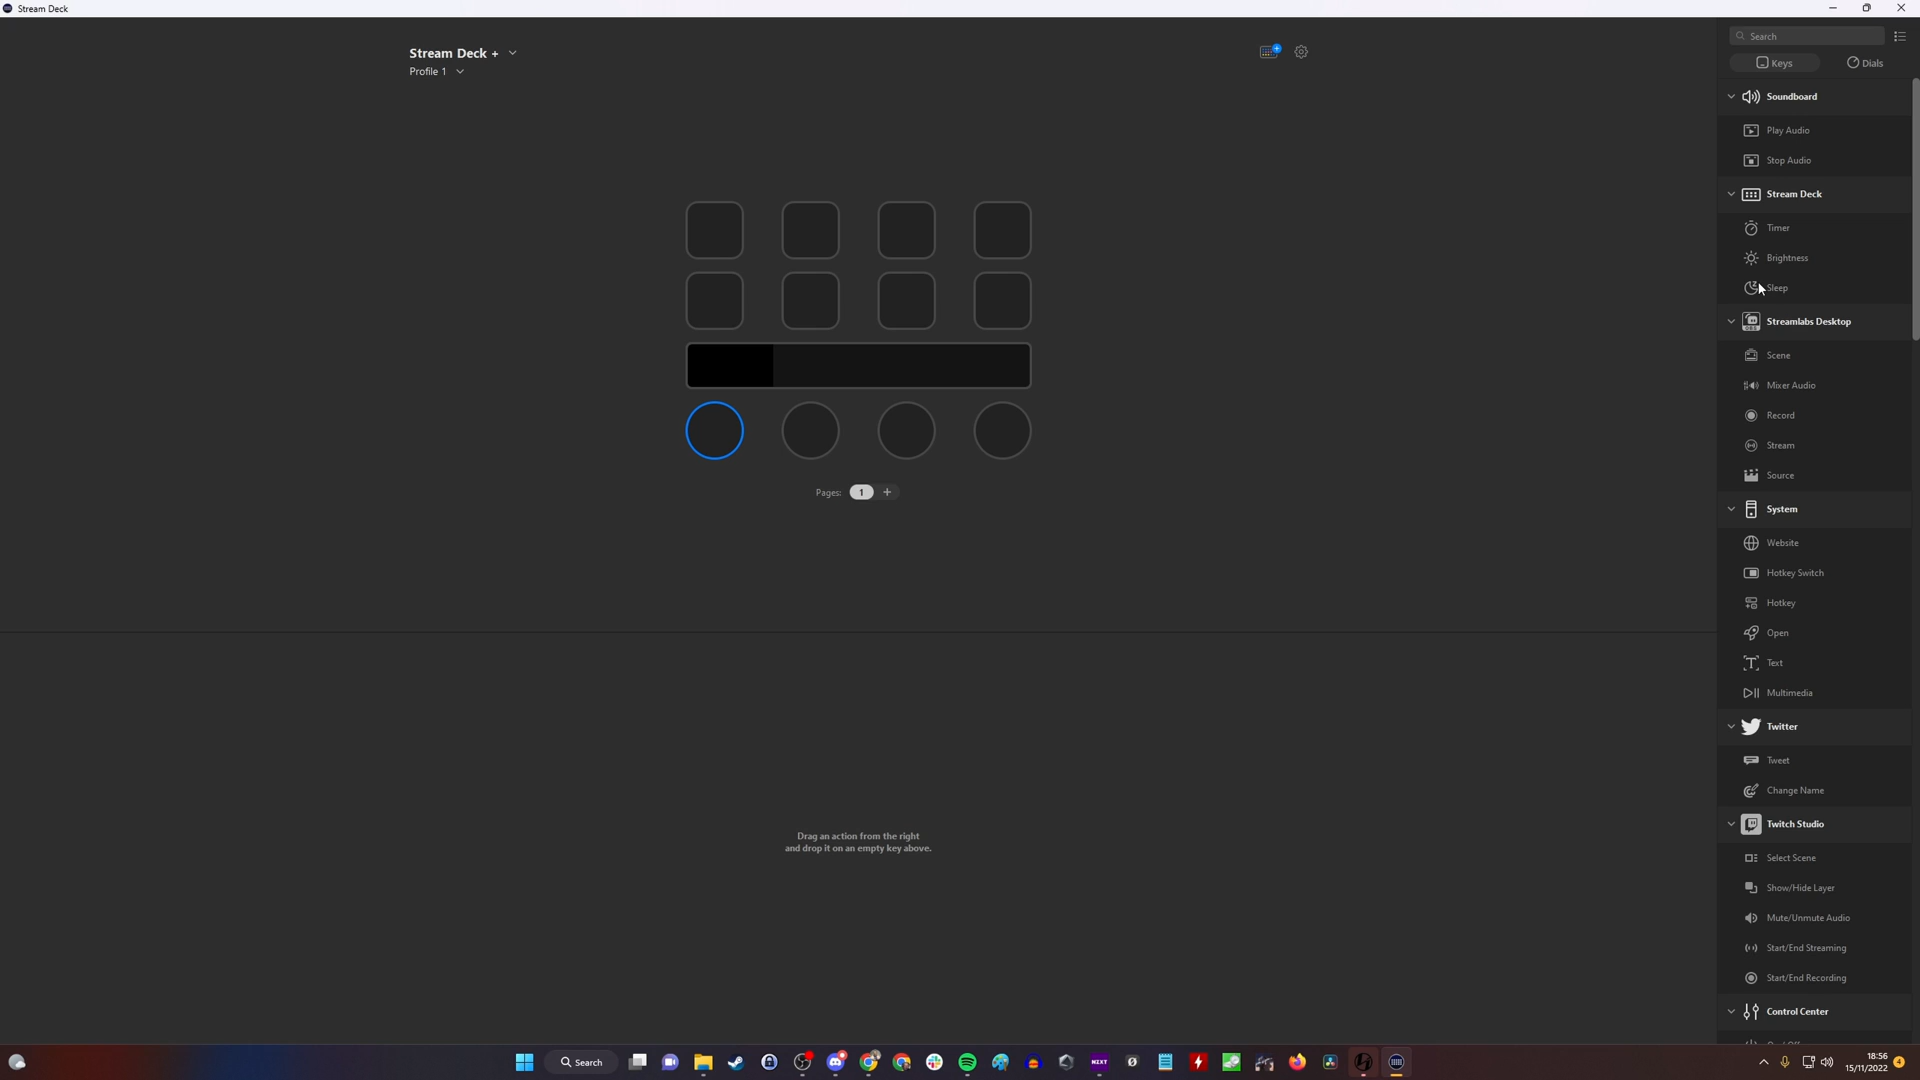 Stream Deck
Stream Deck +
Profile 1
Pages: 1 +
Drag an action from the right
and drop it on an empty key above.
Search
Keys Dials
Soundboard
Play Audio
Stop Audio
Stream Deck
Timer
Brightness
Sleep
Streamlabs Desktop
Scene
Mixer Audio
Record
Stream
Source
System
Website
Hotkey Switch
Hotkey
Open
Text
Multimedia
Twitter
Tweet
Change Name
Twitch Studio
Select Scene
Show/Hide Layer
Mute/Unmute Audio
Start/End Streaming
Start/End Recording
Control Center
Search
NZXT
18:56
15/11/2022
4